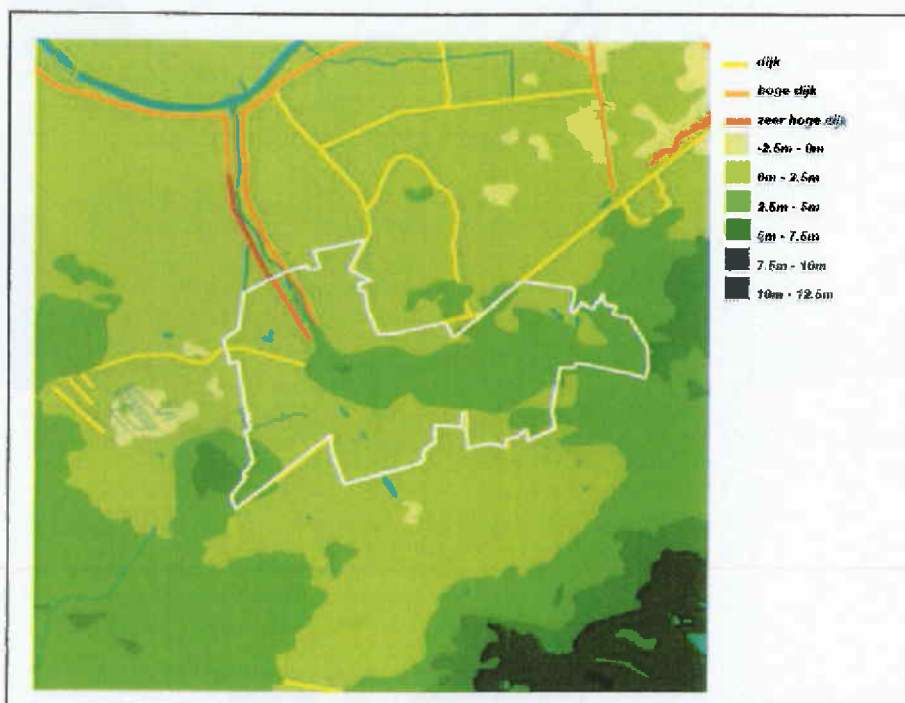 dijk
hoge dijk
zeer hoge dijk
-2.5m - 0m
0m - 2.5m
2.5m - 5m
5m - 7.5m
7.5m - 10m
10m - 12.5m